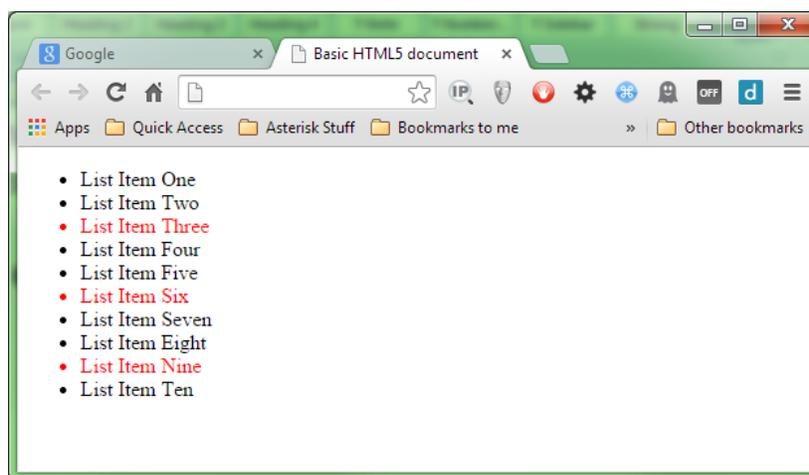 Google
Basic HTML5 document
IP
OFF
d
Apps Quick Access Asterisk Stuff Bookmarks to me » Other bookmarks
• List Item One
• List Item Two
• List Item Three
• List Item Four
• List Item Five
• List Item Six
• List Item Seven
• List Item Eight
• List Item Nine
• List Item Ten